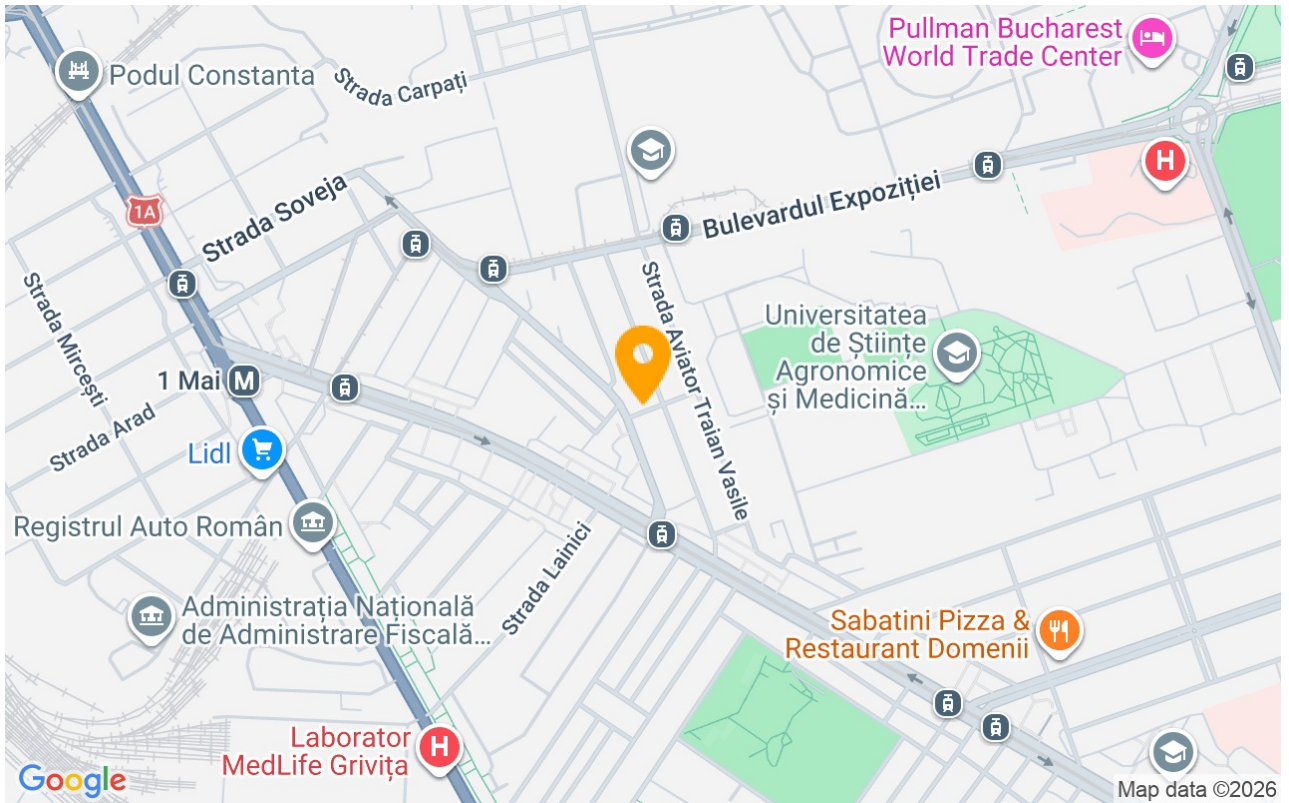 Pullman Bucharest
World Trade Center
Podul Constanta
Strada Carpați
H
1A
Strada Soveja
Bulevardul Expoziției
Strada Mircești
Strada Aviator Traian Vasile
Universitatea
de Științe
Agronomice
și Medicină...
1 Mai
M
Strada Arad
Lidl
Registrul Auto Român
Strada Lainici
Administrația Națională
de Administrare Fiscală...
Sabatini Pizza &
Restaurant Domenii
Laborator
MedLife Grivița
H
Google
Map data ©2026